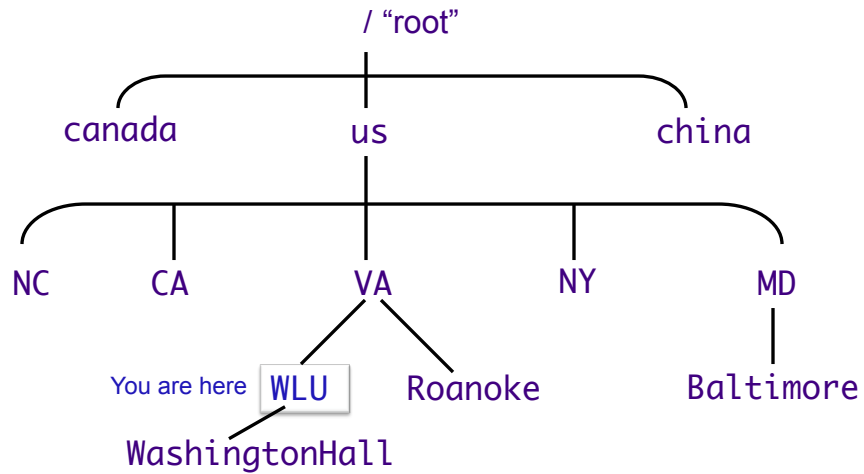 / “root”
canada us china
NC CA VA NY MD
You are here WLU Roanoke Baltimore
WashingtonHall